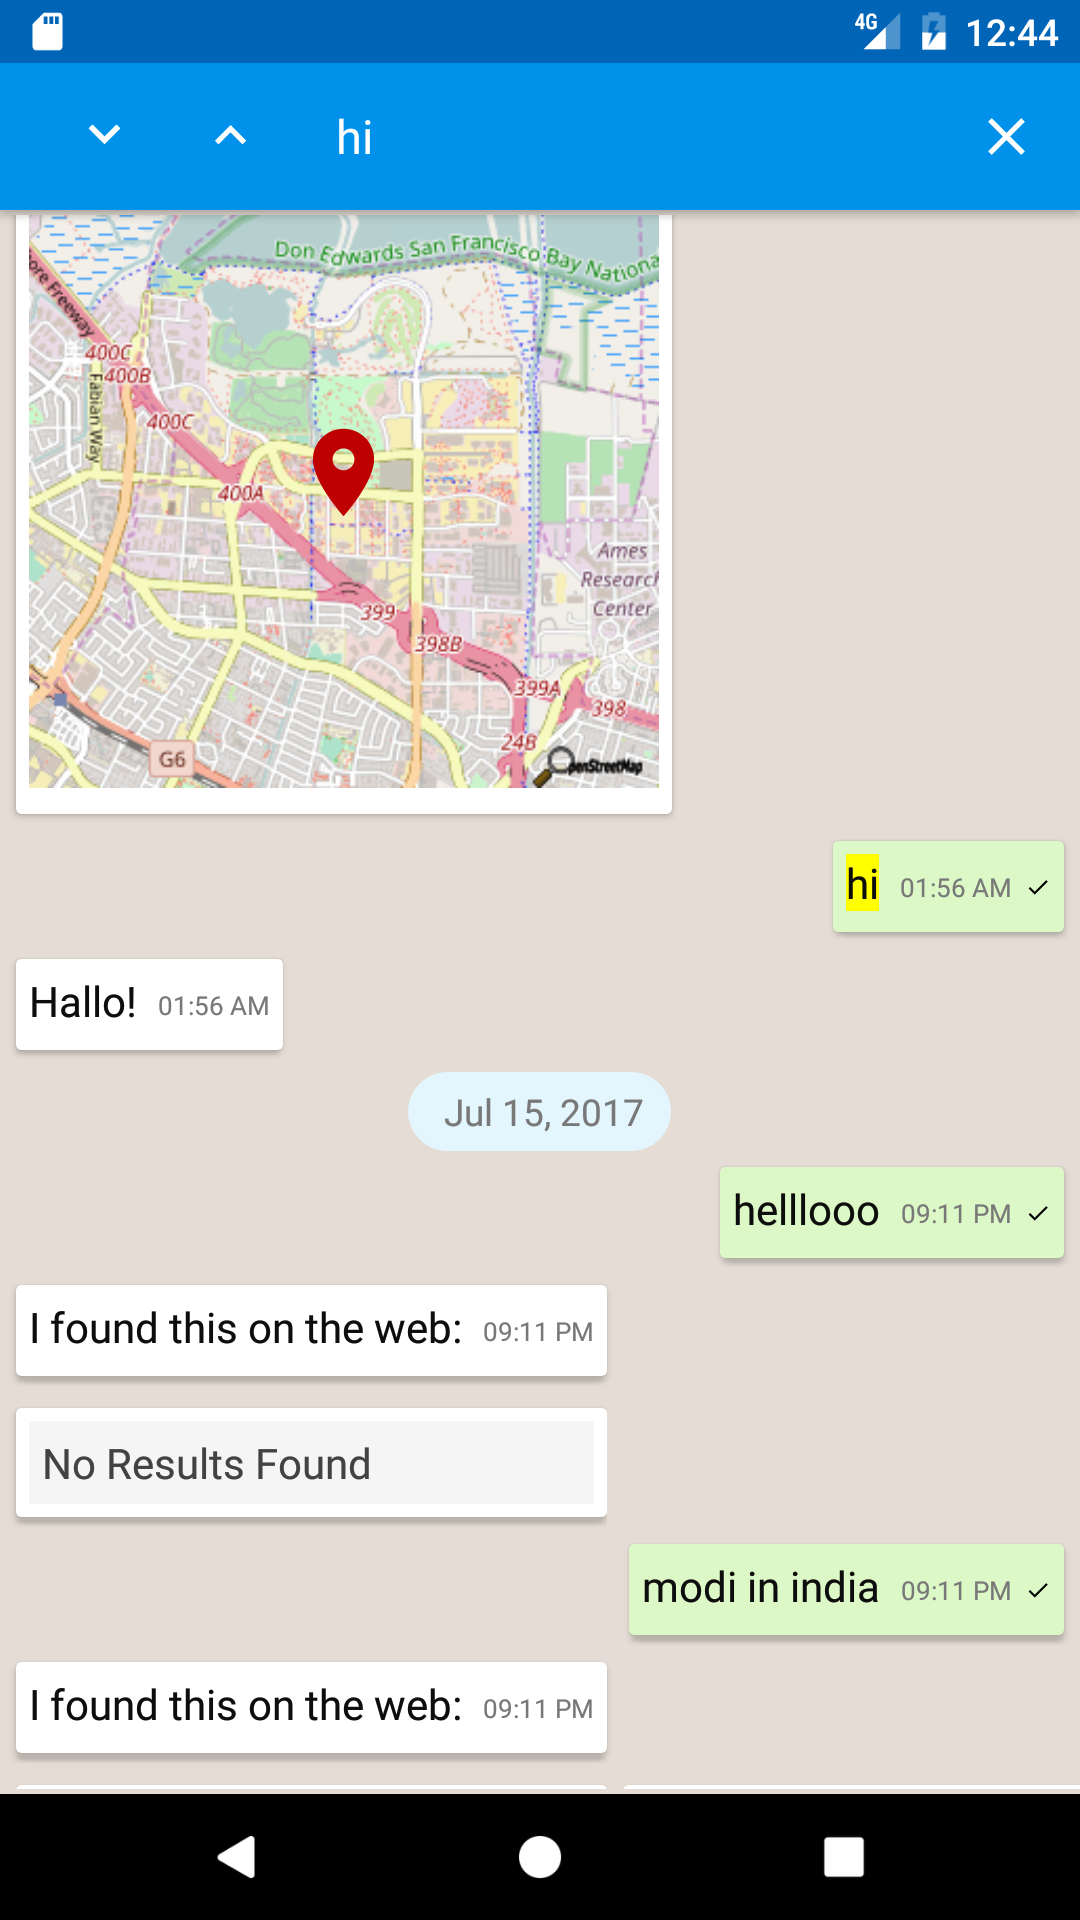 4G 12:44
hi
Don Edwards San Francisco Bay Nationa
ore Freeway
400C
400B
Fabian Way
400C
400A
Ames
Research
Center
399
398B
399A
398
24B
G6
penStreetMap
hi 01:56 AM
Hallo! 01:56 AM
Jul 15, 2017
helllooo 09:11 PM
I found this on the web: 09:11 PM
No Results Found
modi in india 09:11 PM
I found this on the web: 09:11 PM